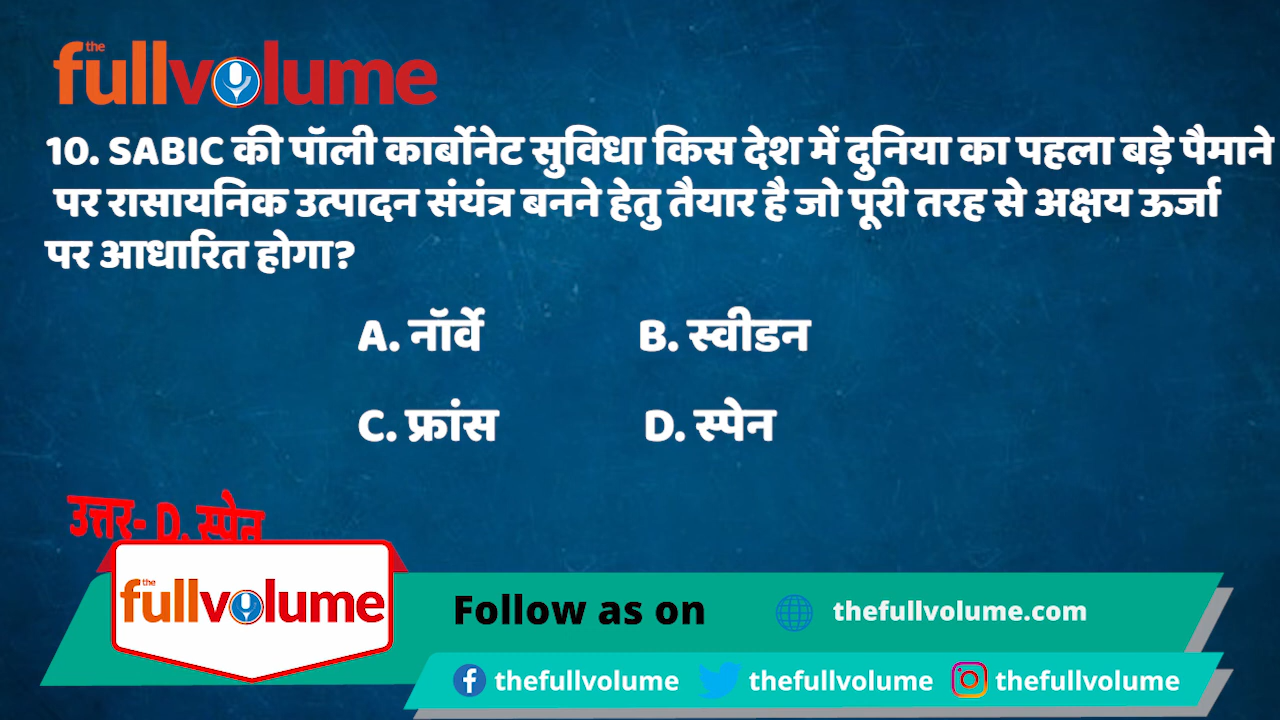 the
fullvolume
10. SABIC की पॉली कार्बोनेट सुविधा किस देश में दुनिया का पहला बड़े पैमाने
पर रासायनिक उत्पादन संयंत्र बनने हेतु तैयार है जो पूरी तरह से अक्षय ऊर्जा
पर आधारित होगा?
A. नॉर्वे B. स्वीडन
C. फ्रांस D. स्पेन
उत्तर- D. स्पेन
the
fullvolume
Follow as on thefullvolume.com
thefullvolume thefullvolume thefullvolume